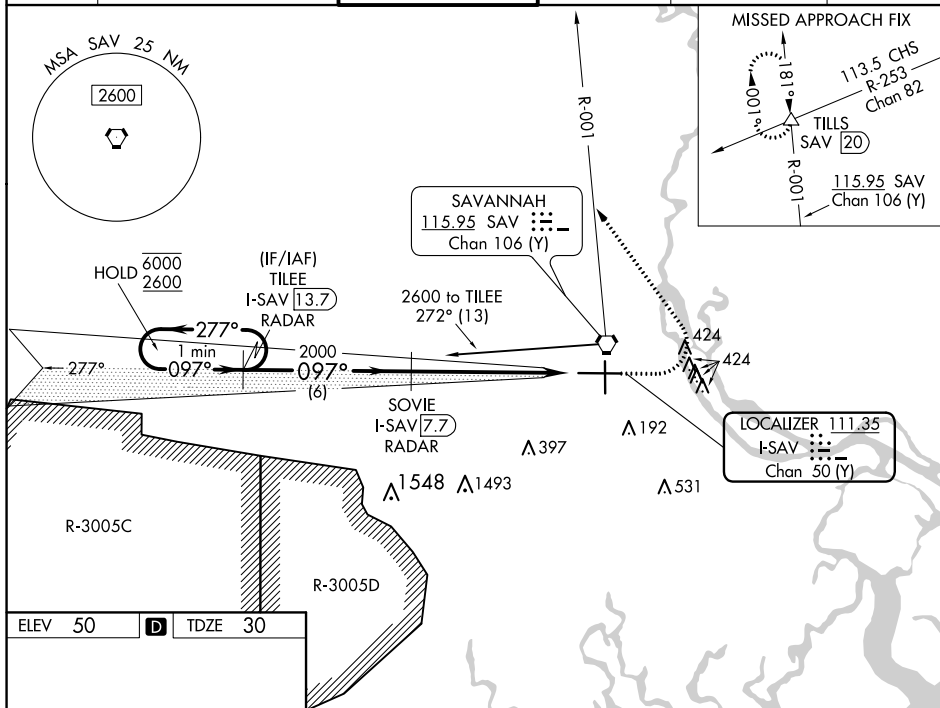 MSA SAV 25 NM
2600
R-001
MISSED APPROACH FIX
181°
001°
113.5 CHS
R-253
Chan 82
TILLS
SAV 20
R-001
115.95 SAV
Chan 106 (Y)
SAVANNAH
115.95 SAV
Chan 106 (Y)
HOLD 6000
2600
(IF/IAF)
TILEE
I-SAV 13.7
RADAR
2600 to TILEE
272° (13)
277°
1 min
097°
277°
2000
097°
(6)
SOVIE
I-SAV 7.7
RADAR
424
424
LOCALIZER 111.35
I-SAV
Chan 50 (Y)
192
397
1548
1493
531
R-3005C
R-3005D
ELEV 50 D TDZE 30